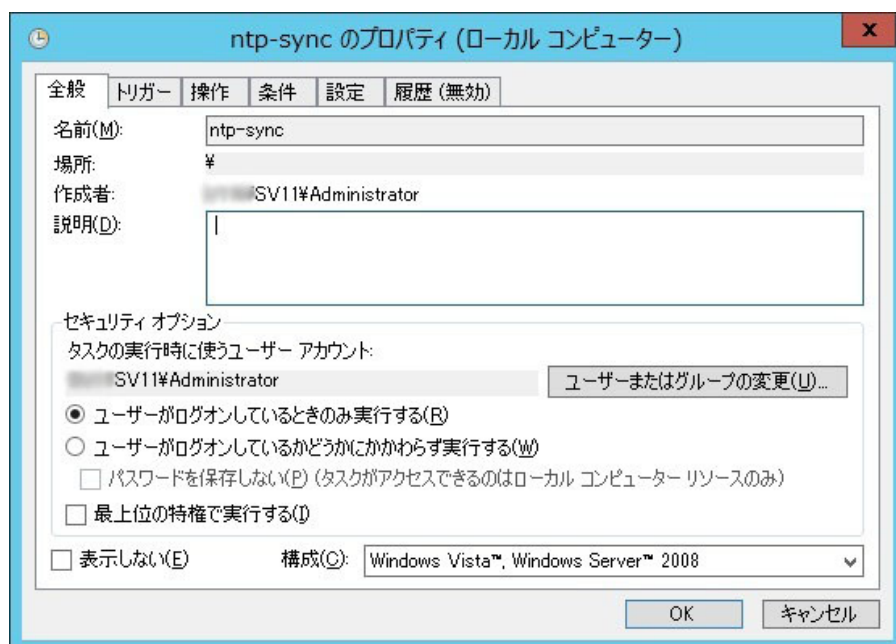 ntp-sync のプロパティ (ローカル コンピューター)
x
全般 トリガー 操作 条件 設定 履歴 (無効)
名前(M): ntp-sync
場所: ¥
作成者: SV11¥Administrator
説明(D):
セキュリティ オプション
タスクの実行時に使うユーザー アカウント:
SV11¥Administrator ユーザーまたはグループの変更(U)...
ユーザーがログオンしているときのみ実行する(R)
ユーザーがログオンしているかどうかにかかわらず実行する(W)
パスワードを保存しない(P) (タスクがアクセスできるのはローカル コンピューター リソースのみ)
最上位の特権で実行する(I)
表示しない(E) 構成(C): Windows Vista™, Windows Server™ 2008
OK キャンセル